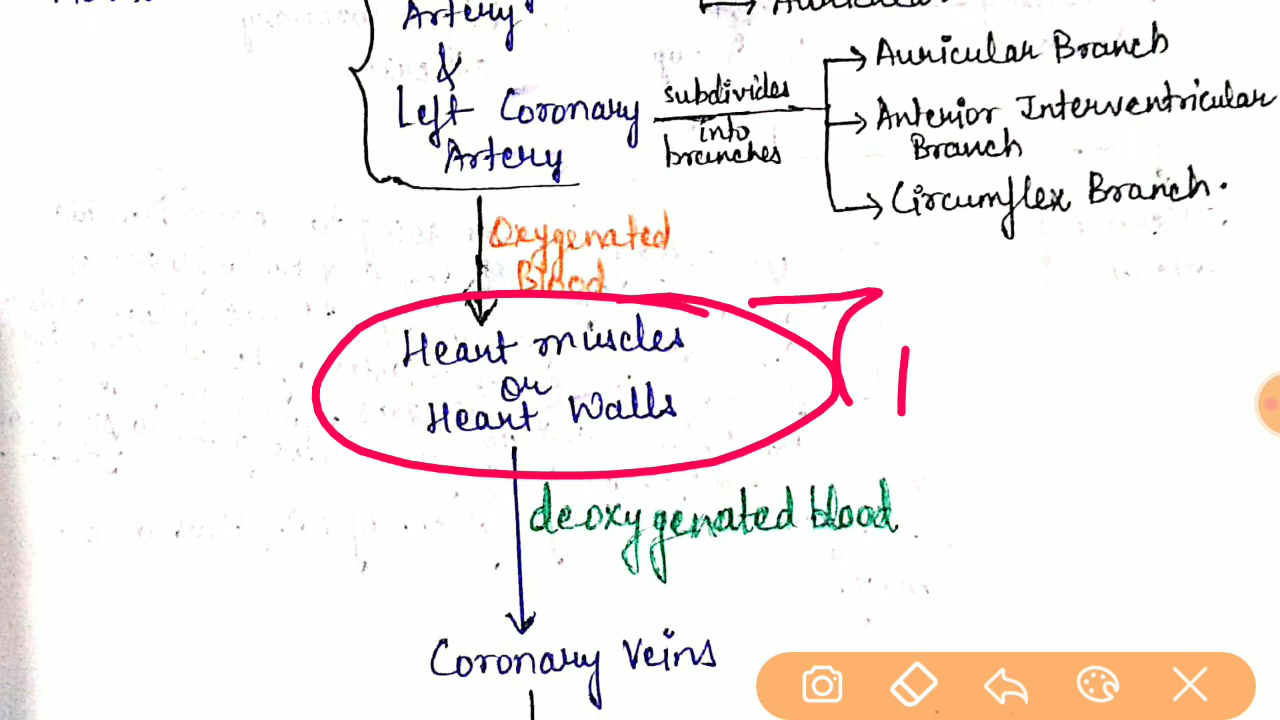 Artery
&
Left Coronary
Artery
subdivides
into
branches
Auricular Branch
Anterior Interventricular
Branch
Circumflex Branch.
Oxygenated
Blood
Heart muscles
or
Heart Walls
deoxygenated blood
Coronary Veins